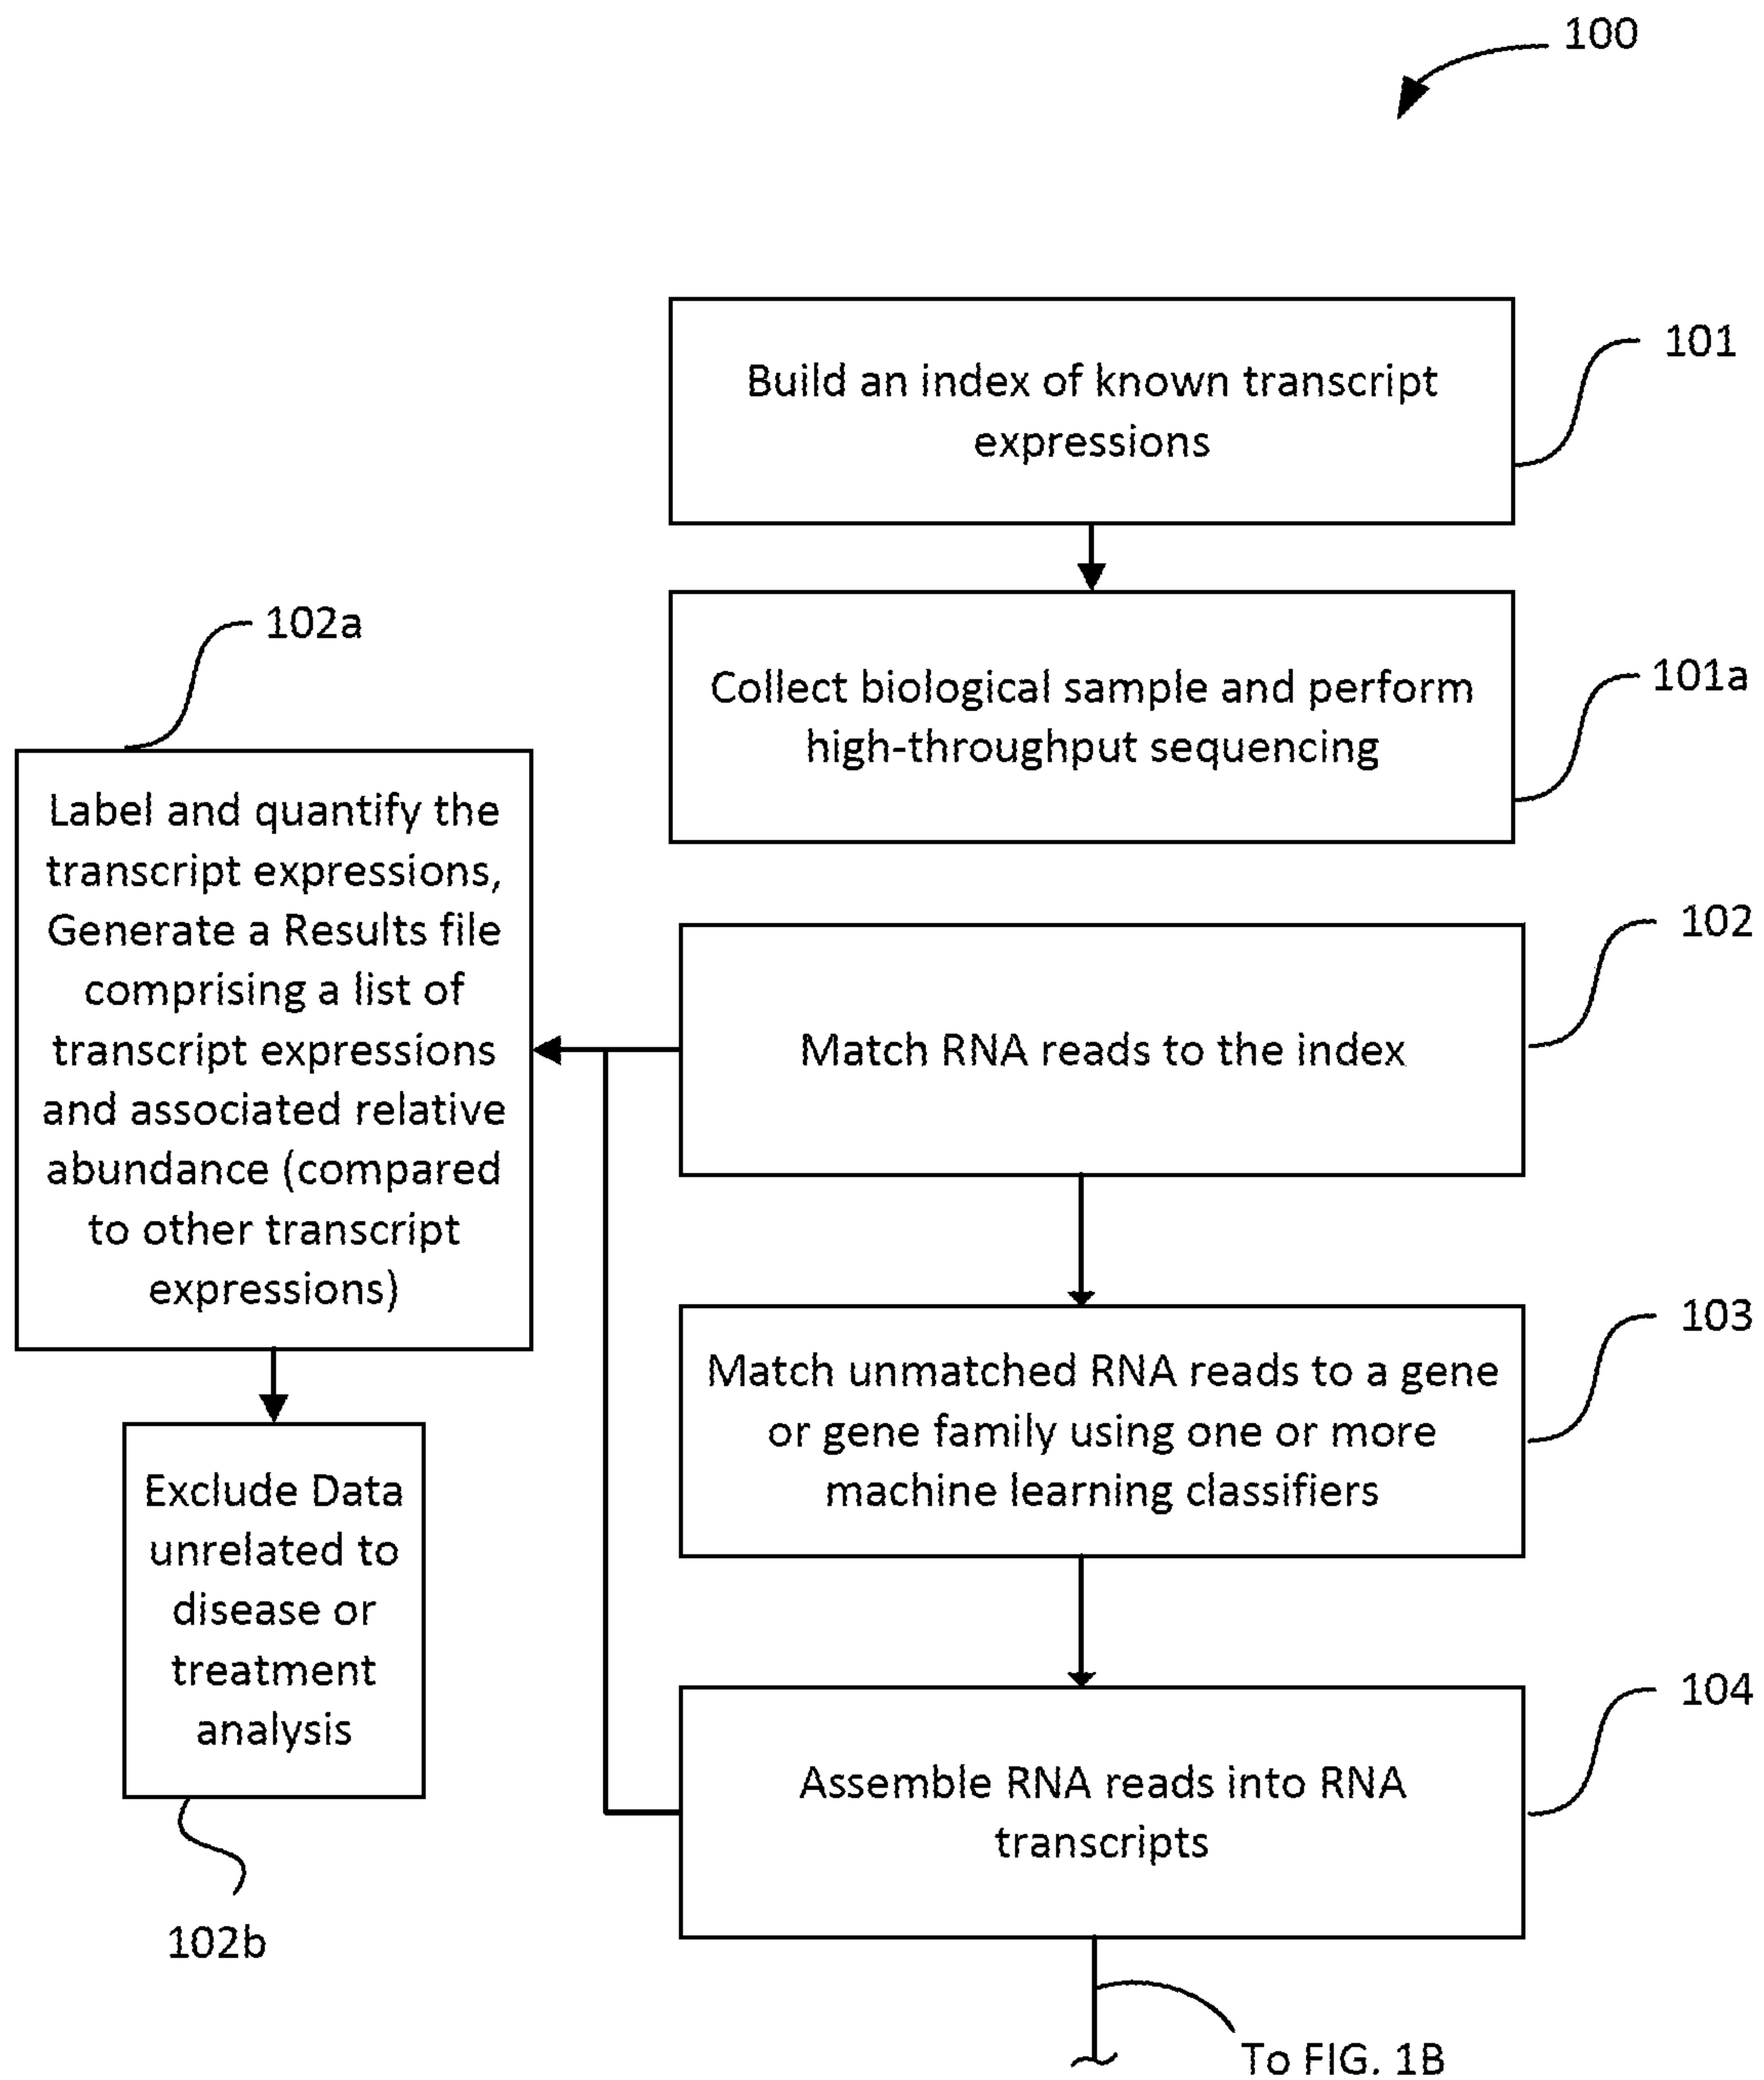 100
Build an index of known transcript
expressions
101
Collect biological sample and perform
high-throughput sequencing
101a
102a
Label and quantify the
transcript expressions,
Generate a Results file
comprising a list of
transcript expressions
and associated relative
abundance (compared
to other transcript
expressions)
Match RNA reads to the index
102
Match unmatched RNA reads to a gene
or gene family using one or more
machine learning classifiers
103
Exclude Data
unrelated to
disease or
treatment
analysis
102b
Assemble RNA reads into RNA
transcripts
104
To FIG. 1B